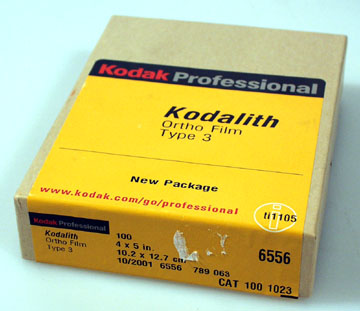 Kodak Professional
Kodalith
Ortho Film
Type 3
New Package
www.kodak.com/go/professional
Kodak Professional
Kodalith 100
Ortho Film 4 x 5 in.
Type 3 10.2 x 12.7 cm
10/2001 6556 789 063
6556
CAT 100 1023